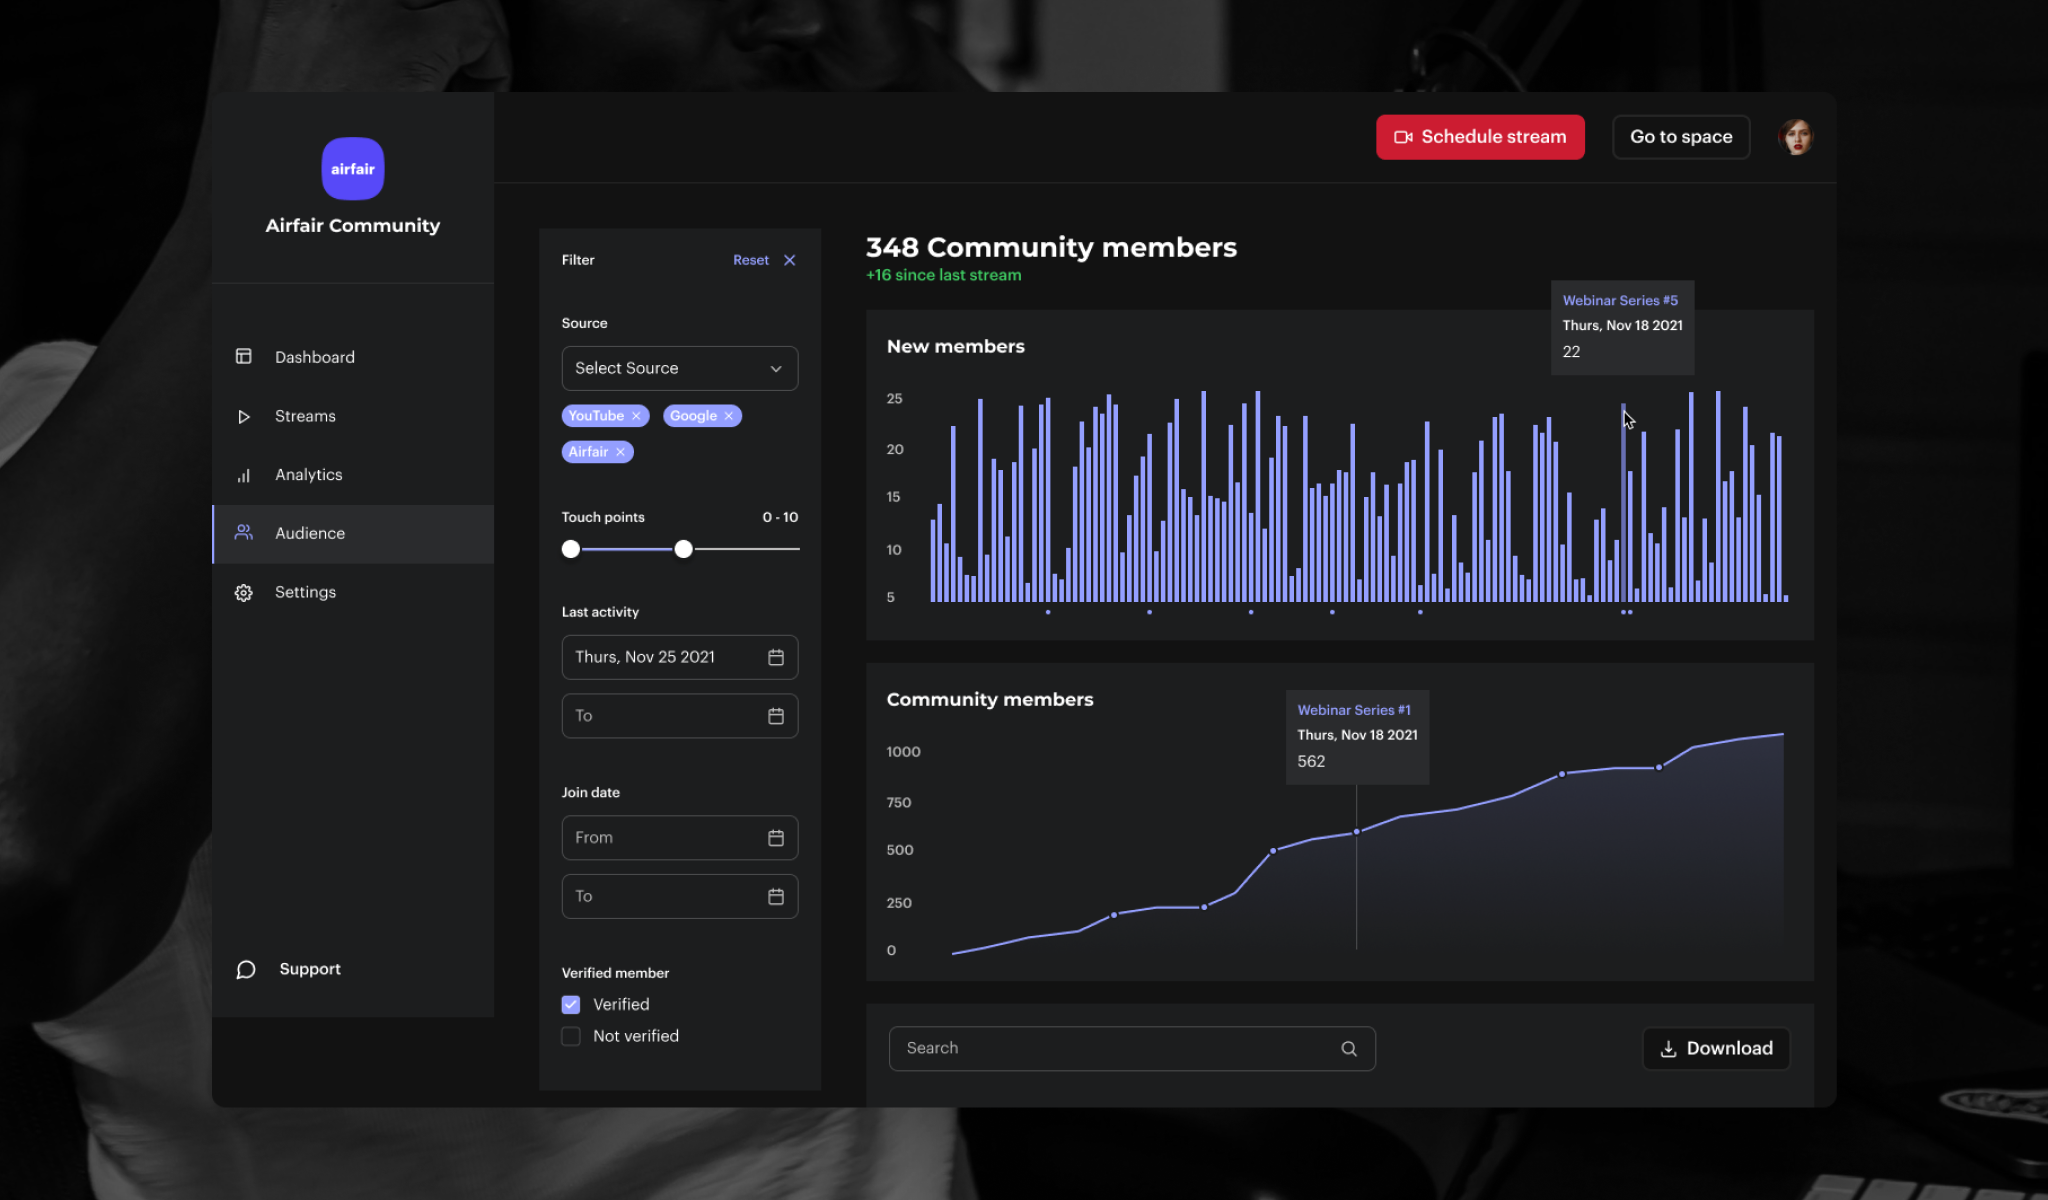 airfair
Airfair Community
Dashboard
Streams
Analytics
Audience
Settings
Support
Schedule stream
Go to space
Filter
Reset
Source
Select Source
YouTube
Google
Airfair
Touch points
0 - 10
Last activity
Thurs, Nov 25 2021
To
Join date
From
To
Verified member
Verified
Not verified
348 Community members
+16 since last stream
New members
Webinar Series #5
Thurs, Nov 18 2021
22
25
20
15
10
5
Community members
Webinar Series #1
Thurs, Nov 18 2021
562
1000
750
500
250
0
Search
Download